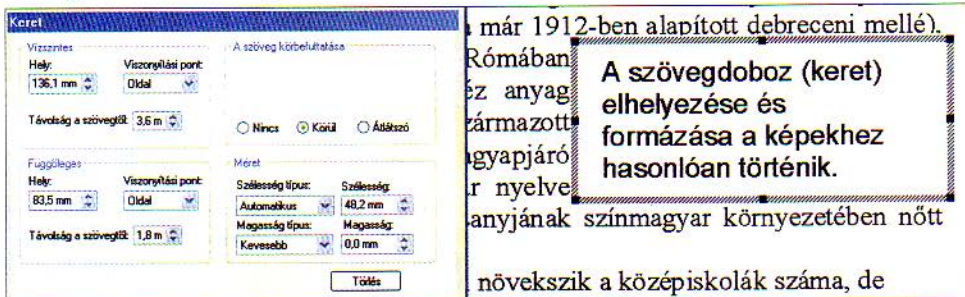 Keret
Vízszintes
Hely:
Viszonyítási pont:
136,1 mm
Oldal
Távolság a szövegtől:
3,6 m
A szöveg körbefuttatása
Nincs
Körül
Átlátszó
Függőleges
Hely:
Viszonyítási pont:
83,5 mm
Oldal
Távolság a szövegtől:
1,8 m
Méret
Szélesség típus:
Szélesség:
Automatikus
48,2 mm
Magasság típus:
Magasság:
Kevesebb
0,0 mm
Törlés
már 1912-ben alapított debreceni mellé).
Rómában
ez anyag
zármazott
agyapjáró
nyelve
anyjának színmagyar környezetében nőtt
növekszik a középiskolák száma, de
A szövegdoboz (keret)
elhelyezése és
formázása a képekhez
hasonlóan történik.